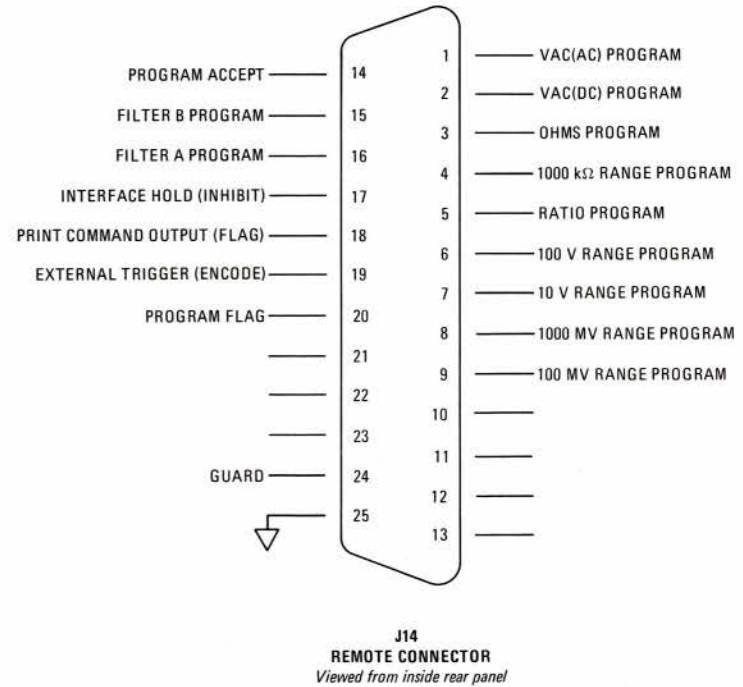 1 VAC(AC) PROGRAM
PROGRAM ACCEPT 14
2 VAC(DC) PROGRAM
FILTER B PROGRAM 15
3 OHMS PROGRAM
FILTER A PROGRAM 16
4 1000 kΩ RANGE PROGRAM
INTERFACE HOLD (INHIBIT) 17
5 RATIO PROGRAM
PRINT COMMAND OUTPUT (FLAG) 18
6 100 V RANGE PROGRAM
EXTERNAL TRIGGER (ENCODE) 19
7 10 V RANGE PROGRAM
PROGRAM FLAG 20
8 1000 MV RANGE PROGRAM
21
9 100 MV RANGE PROGRAM
22
10
23
11
GUARD 24
12
25
13
J14
REMOTE CONNECTOR
Viewed from inside rear panel